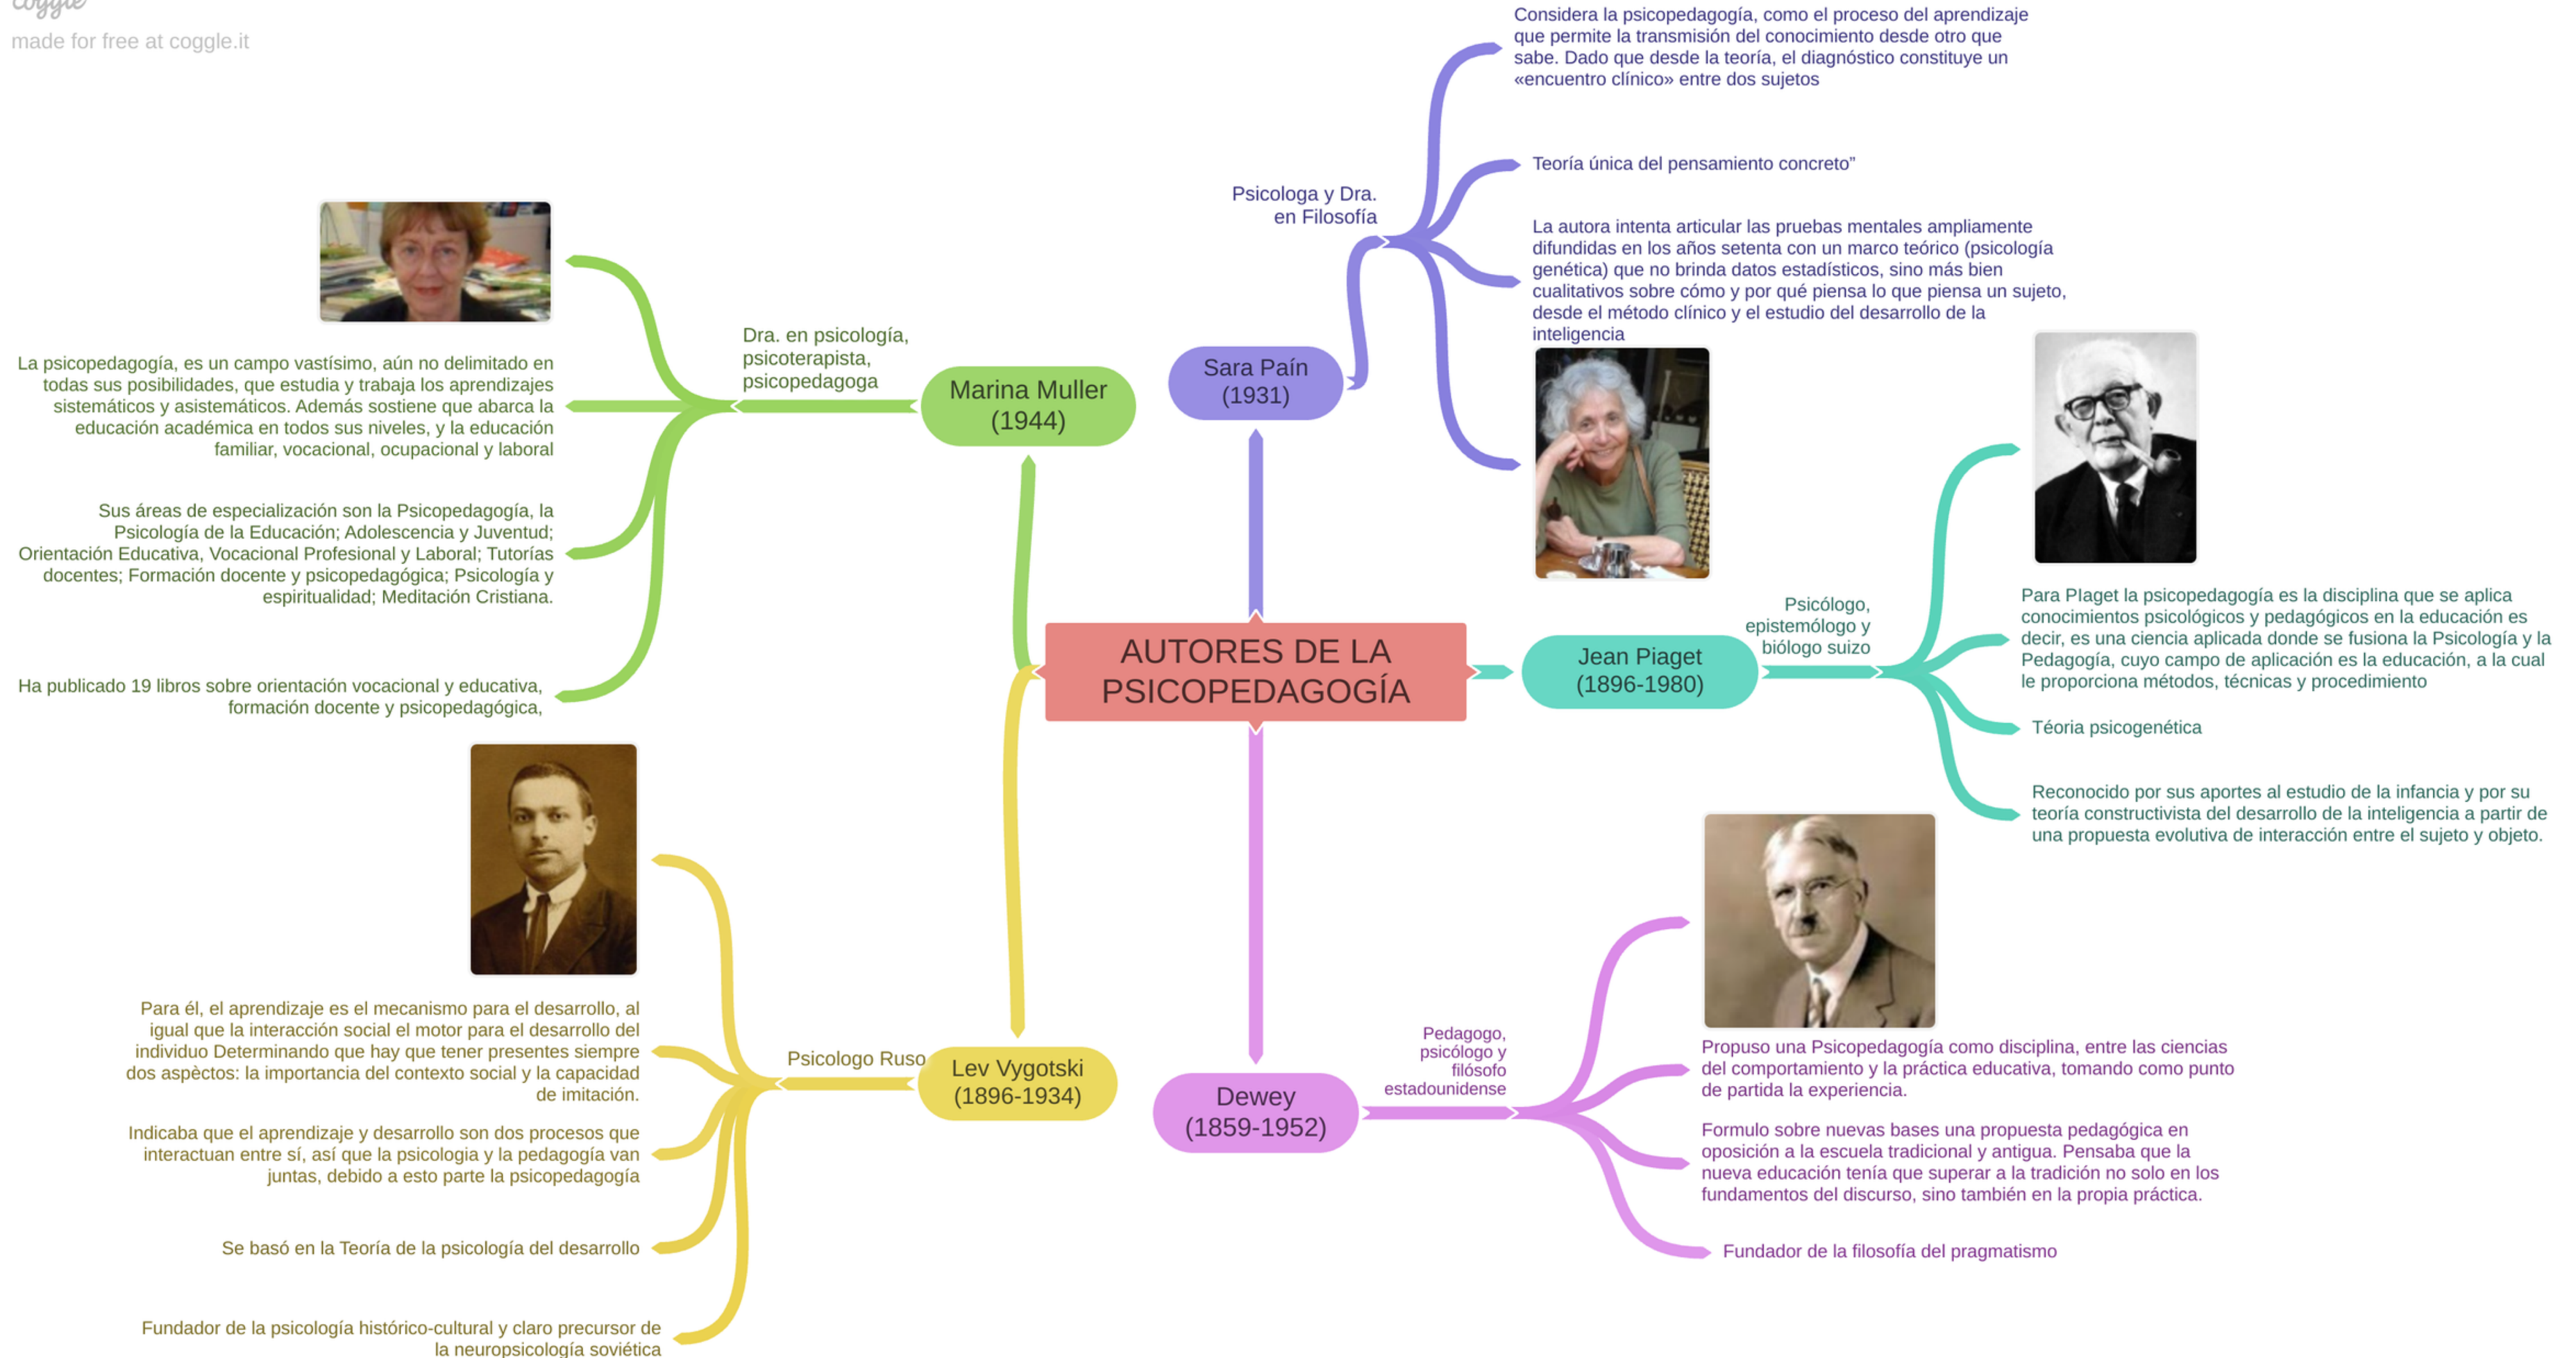 coggle
made for free at coggle.it
AUTORES DE LA
PSICOPEDAGOGÍA
Marina Muller
(1944)
Dra. en psicología,
psicoterapista,
psicopedagoga
La psicopedagogía, es un campo vastísimo, aún no delimitado en
todas sus posibilidades, que estudia y trabaja los aprendizajes
sistemáticos y asistemáticos. Además sostiene que abarca la
educación académica en todos sus niveles, y la educación
familiar, vocacional, ocupacional y laboral
Sus áreas de especialización son la Psicopedagogía, la
Psicología de la Educación; Adolescencia y Juventud;
Orientación Educativa, Vocacional Profesional y Laboral; Tutorías
docentes; Formación docente y psicopedagógica; Psicología y
espiritualidad; Meditación Cristiana.
Ha publicado 19 libros sobre orientación vocacional y educativa,
formación docente y psicopedagógica,
Sara Paín
(1931)
Psicologa y Dra.
en Filosofía
Considera la psicopedagogía, como el proceso del aprendizaje
que permite la transmisión del conocimiento desde otro que
sabe. Dado que desde la teoría, el diagnóstico constituye un
«encuentro clínico» entre dos sujetos
Teoría única del pensamiento concreto”
La autora intenta articular las pruebas mentales ampliamente
difundidas en los años setenta con un marco teórico (psicología
genética) que no brinda datos estadísticos, sino más bien
cualitativos sobre cómo y por qué piensa lo que piensa un sujeto,
desde el método clínico y el estudio del desarrollo de la
inteligencia
Jean Piaget
(1896-1980)
Psicólogo,
epistemólogo y
biólogo suizo
Para PIaget la psicopedagogía es la disciplina que se aplica
conocimientos psicológicos y pedagógicos en la educación es
decir, es una ciencia aplicada donde se fusiona la Psicología y la
Pedagogía, cuyo campo de aplicación es la educación, a la cual
le proporciona métodos, técnicas y procedimiento
Téoria psicogenética
Reconocido por sus aportes al estudio de la infancia y por su
teoría constructivista del desarrollo de la inteligencia a partir de
una propuesta evolutiva de interacción entre el sujeto y objeto.
Lev Vygotski
(1896-1934)
Psicologo Ruso
Para él, el aprendizaje es el mecanismo para el desarrollo, al
igual que la interacción social el motor para el desarrollo del
individuo Determinando que hay que tener presentes siempre
dos aspèctos: la importancia del contexto social y la capacidad
de imitación.
Indicaba que el aprendizaje y desarrollo son dos procesos que
interactuan entre sí, así que la psicologia y la pedagogía van
juntas, debido a esto parte la psicopedagogía
Se basó en la Teoría de la psicología del desarrollo
Fundador de la psicología histórico-cultural y claro precursor de
la neuropsicología soviética
Dewey
(1859-1952)
Pedagogo,
psicólogo y
filósofo
estadounidense
Propuso una Psicopedagogía como disciplina, entre las ciencias
del comportamiento y la práctica educativa, tomando como punto
de partida la experiencia.
Formulo sobre nuevas bases una propuesta pedagógica en
oposición a la escuela tradicional y antigua. Pensaba que la
nueva educación tenía que superar a la tradición no solo en los
fundamentos del discurso, sino también en la propia práctica.
Fundador de la filosofía del pragmatismo